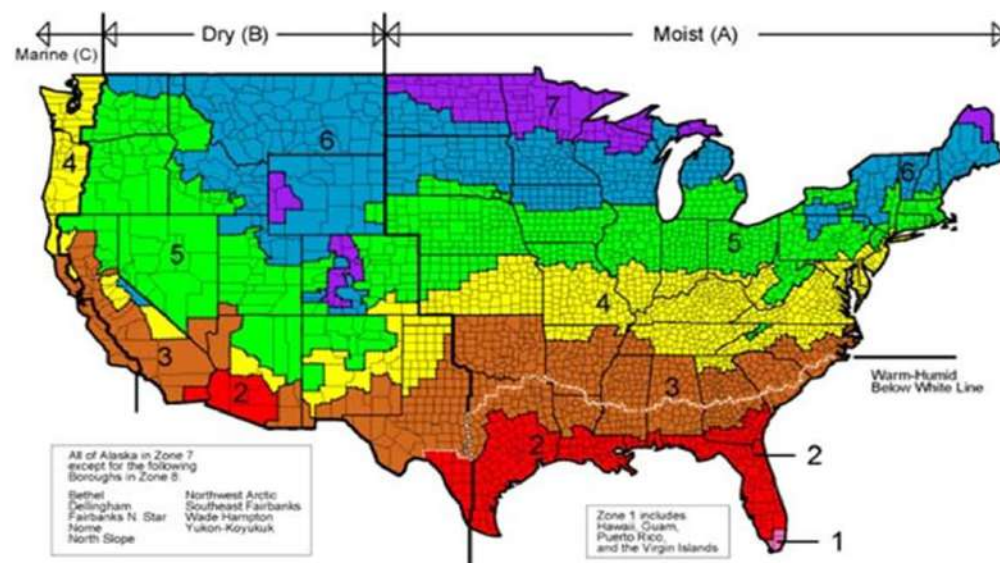 Marine (C)
Dry (B)
Moist (A)
7
6
6
4
5
5
4
3
3
2
2
Warm-Humid
Below White Line
2
1
All of Alaska in Zone 7
except for the following
Boroughs in Zone 8:
Bethel Northwest Arctic
Dellingham Southeast Fairbanks
Fairbanks N. Star Wade Hampton
Nome Yukon-Koyukuk
North Slope
Zone 1 includes
Hawaii, Guam,
Puerto Rico,
and the Virgin Islands